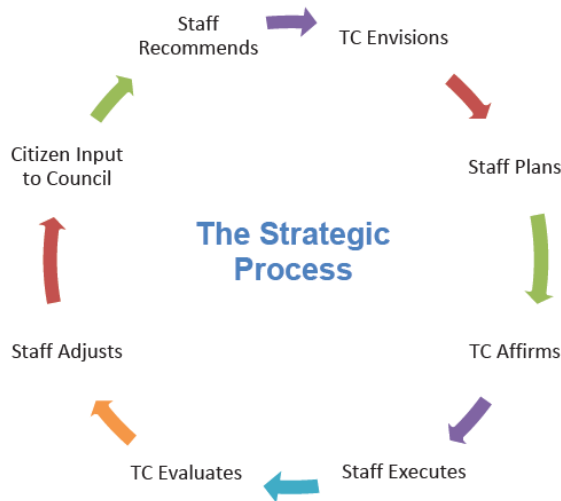 Staff
Recommends
TC Envisions
Citizen Input
to Council
Staff Plans
The Strategic
Process
Staff Adjusts
TC Affirms
TC Evaluates
Staff Executes